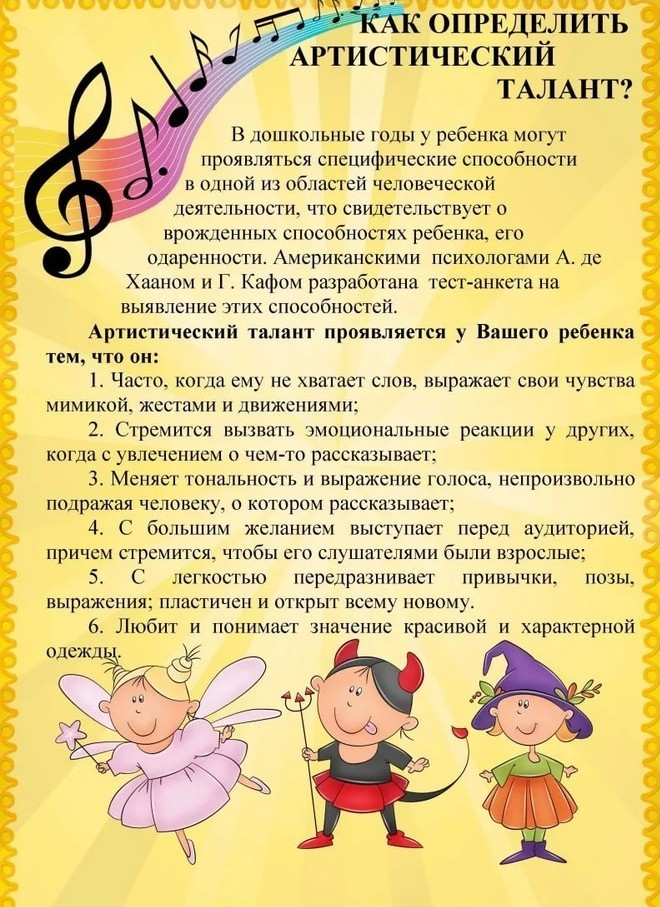 КАК ОПРЕДЕЛИТЬ
АРТИСТИЧЕСКИЙ
ТАЛАНТ?
В дошкольные годы у ребенка могут
проявляться специфические способности
в одной из областей человеческой
деятельности, что свидетельствует о
врожденных способностях ребенка, его
одаренности. Американскими психологами А. де
Хааном и Г. Кафом разработана тест-анкета на
выявление этих способностей.
Артистический талант проявляется у Вашего ребенка
тем, что он:
1. Часто, когда ему не хватает слов, выражает свои чувства
мимикой, жестами и движениями;
2. Стремится вызвать эмоциональные реакции у других,
когда с увлечением о чем-то рассказывает;
3. Меняет тональность и выражение голоса, непроизвольно
подражая человеку, о котором рассказывает;
4. С большим желанием выступает перед аудиторией,
причем стремится, чтобы его слушателями были взрослые;
5. С легкостью передразнивает привычки, позы,
выражения; пластичен и открыт всему новому.
6. Любит и понимает значение красивой и характерной
одежды.